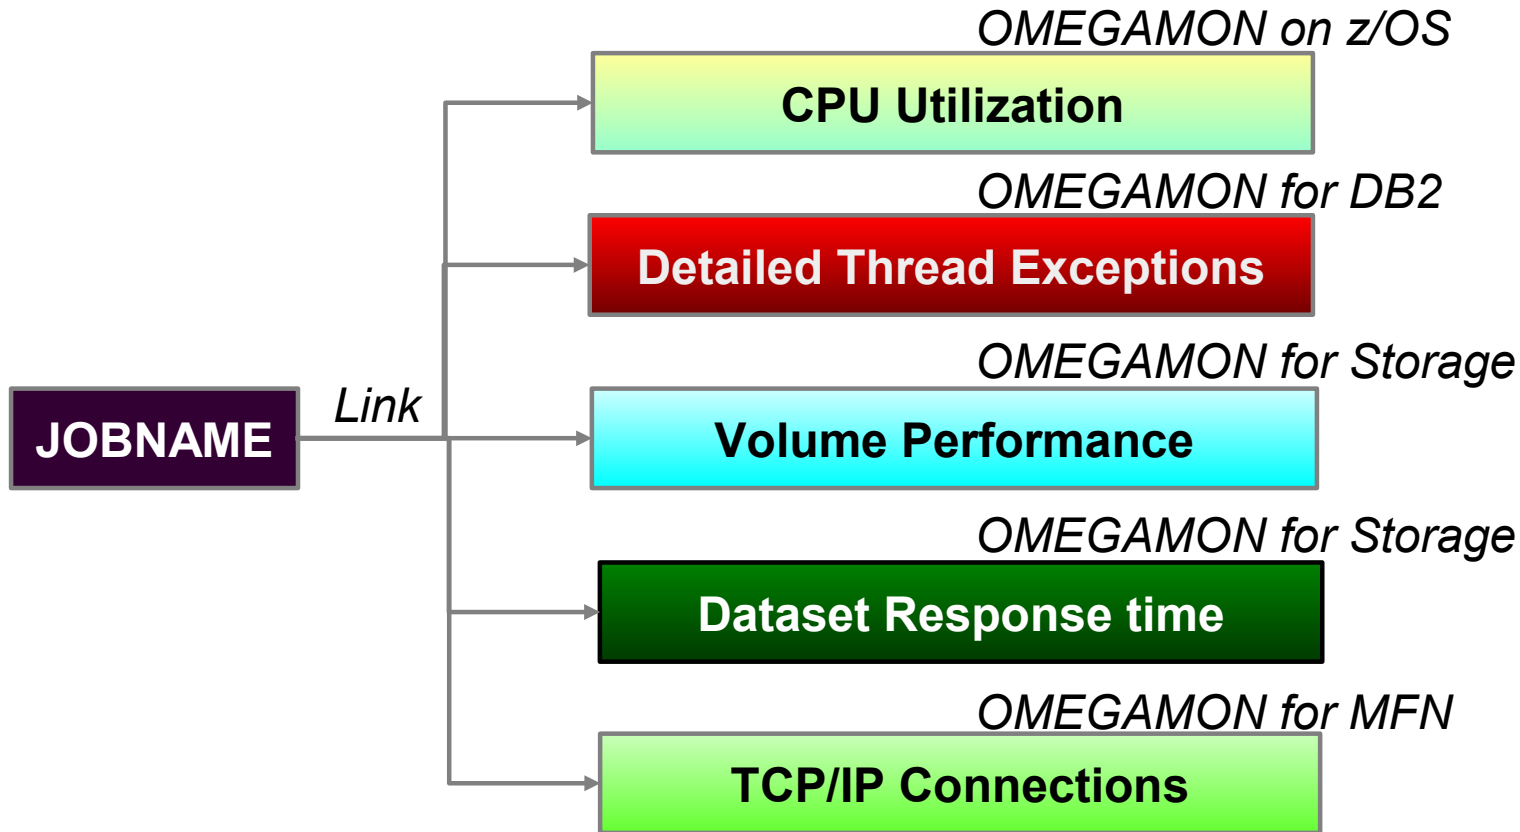 OMEGAMON on z/OS
CPU Utilization
OMEGAMON for DB2
Detailed Thread Exceptions
OMEGAMON for Storage
JOBNAME
Link
Volume Performance
OMEGAMON for Storage
Dataset Response time
OMEGAMON for MFN
TCP/IP Connections